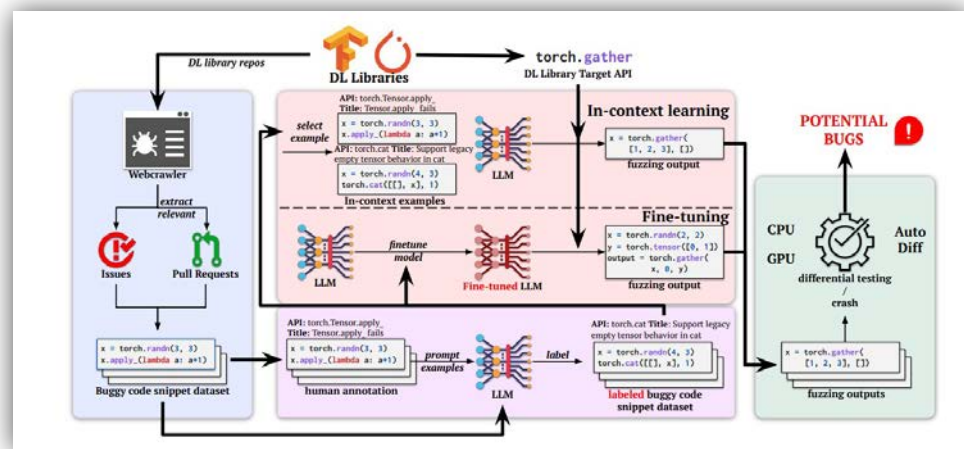 DL library repos
DL Libraries
torch.gather
DL Library Target API
Webcrawler
extract
relevant
Issues
Pull Requests
x = torch.randn(3, 3)
x.apply_(lambda a: a+1)
Buggy code snippet dataset
select
example
API: torch.Tensor.apply_
Title: Tensor.apply_fails
x = torch.randn(3, 3)
x.apply_(lambda a: a+1)
API: torch.cat Title: Support legacy
empty tensor behavior in cat
x = torch.randn(4, 3)
torch.cat([[], x], 1)
In-context examples
LLM
In-context learning
x = torch.gather(
[1, 2, 3], [])
fuzzing output
Fine-tuning
LLM
finetune
model
Fine-tuned LLM
x = torch.randn(2, 2)
y = torch.tensor([0, 1])
output = torch.gather(
x, 0, y)
fuzzing output
API: torch.Tensor.apply_
Title: Tensor.apply_fails
x = torch.randn(3, 3)
x.apply_(lambda a: a+1)
human annotation
prompt
examples
LLM
label
API: torch.cat Title: Support legacy
empty tensor behavior in cat
x = torch.randn(4, 3)
torch.cat([[], x], 1)
labeled buggy code
snippet dataset
POTENTIAL
BUGS
!
CPU
GPU
Auto
Diff
differential testing
/
crash
x = torch.gather(
[1, 2, 3], [])
fuzzing outputs